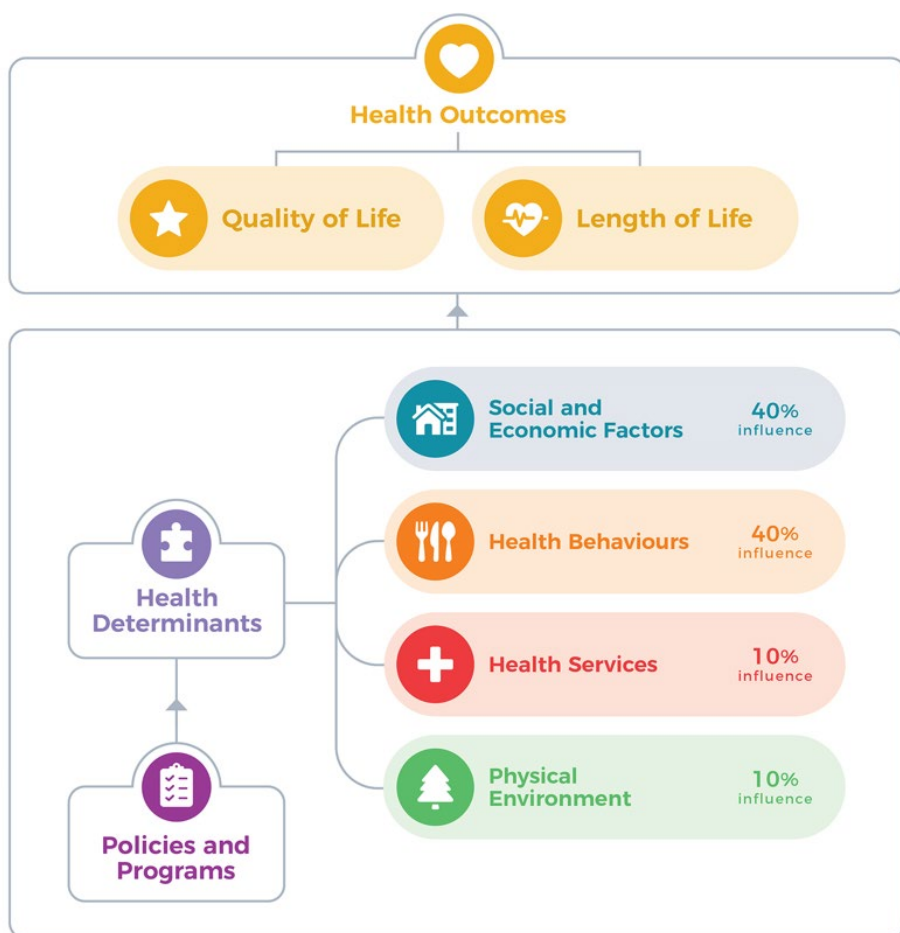 Health Outcomes
Quality of Life
Length of Life
Social and
Economic Factors
40%
influence
Health Behaviours
40%
influence
Health
Determinants
Health Services
10%
influence
Physical
Environment
10%
influence
Policies and
Programs